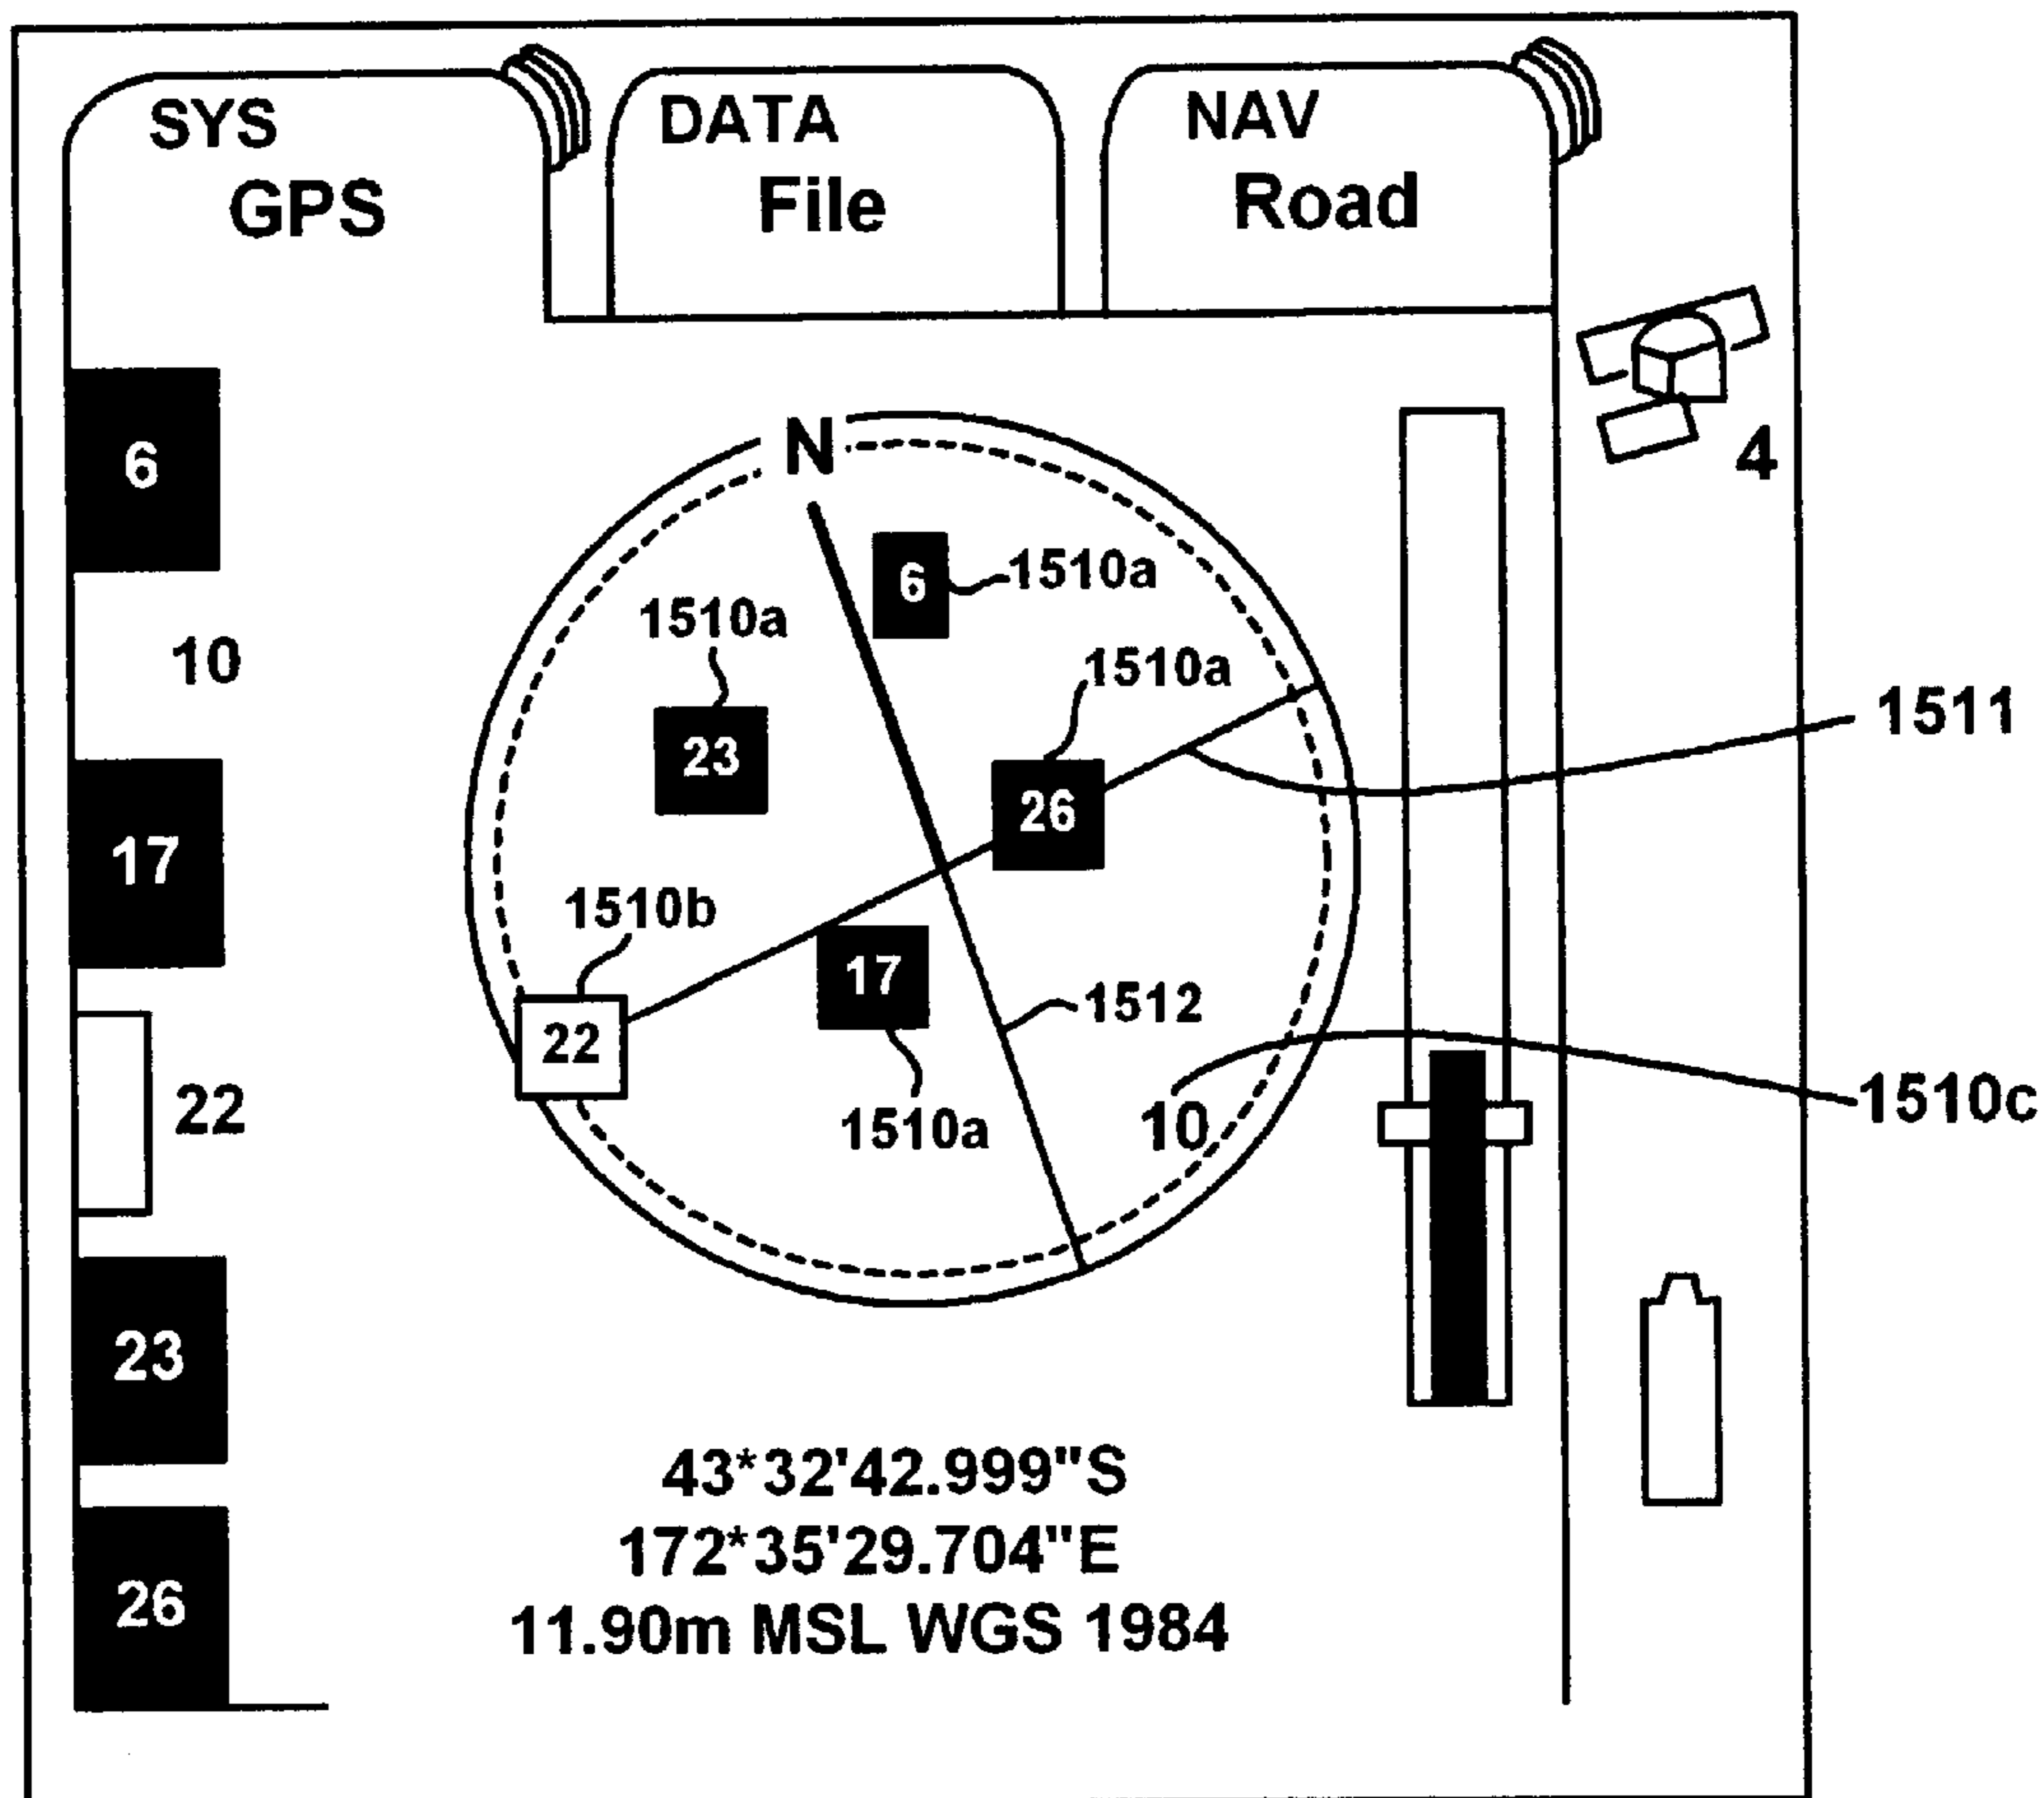 SYS
GPS
DATA
File
NAV
Road
6
10
17
22
23
26
N
6
1510a
1510a
23
1510a
26
1510b
22
17
1510a
1512
10
4
1511
1510c
43*32'42.999"S
172*35'29.704"E
11.90m MSL WGS 1984